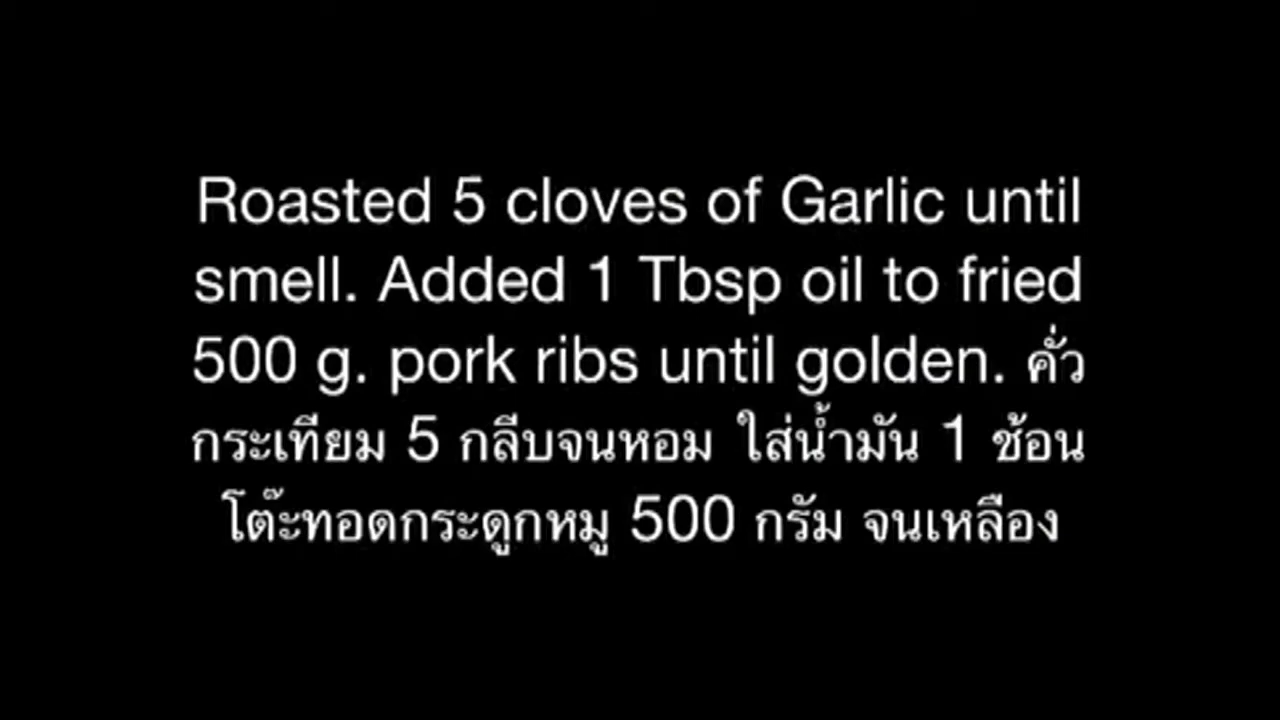 Roasted 5 cloves of Garlic until
smell. Added 1 Tbsp oil to fried
500 g. pork ribs until golden. คั่ว
กระเทียม 5 กลีบจนหอม ใส่น้ำมัน 1 ช้อน
โต๊ะทอดกระดูกหมู 500 กรัม จนเหลือง